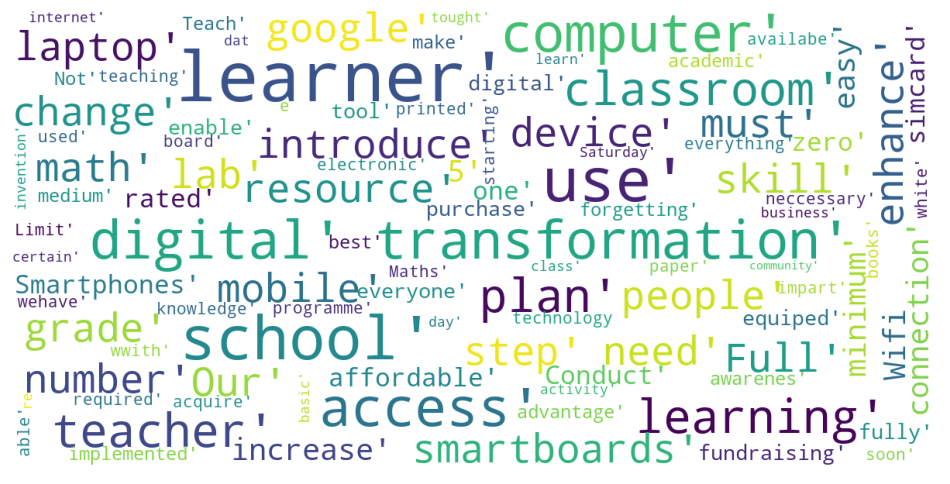 internet'
Teach'
google'
tought'
computer'
availabe'
laptop'
dat
make'
learner'
learn'
academic'
easy'
Not'
teaching'
digital'
classroom'
enhance'
simcard'
change'
e
tool'
printed'
starting'
device'
must'
used'
enable'
board'
introduce'
Saturday'
everything'
zero'
invention'
math'
lab'
electronic'
5'
use'
skill'
white'
medium'
rated'
resource'
one'
neccessary'
purchase'
forgetting'
business'
Limit'
digital'
best'
transformation'
certain'
Smartphones'
mobile'
Maths'
class'
paper'
community'
minimum'
books'
connection'
wehave'
everyone'
plan'
people'
impart'
knowledge'
programme'
day'
technology
equiped'
Wifi
grade'
school'
wwith'
step'
need'
Full'
number'
Our'
affordable'
Conduct'
awarenes'
required'
acquire'
basic'
activity'
able'
re
teacher'
access'
advantage'
learning'
fully'
implemented'
increase'
smartboards'
fundraising'
soon'